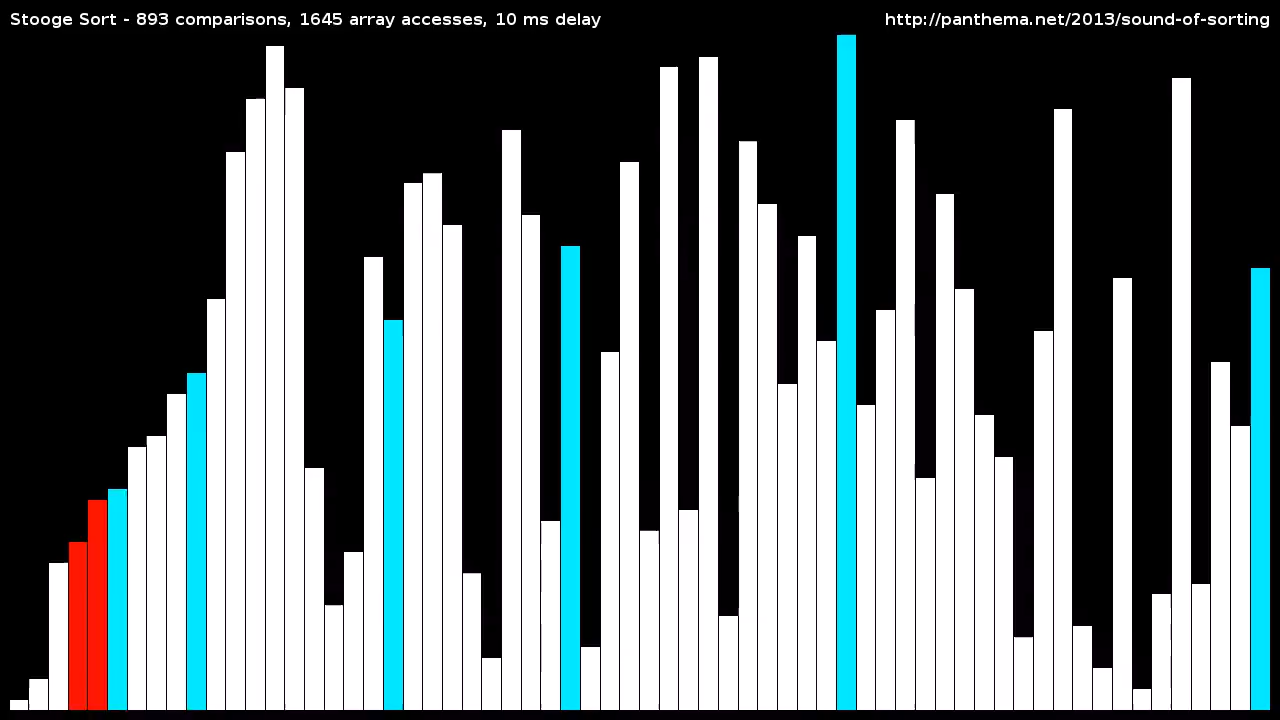 Stooge Sort - 893 comparisons, 1645 array accesses, 10 ms delay
http://panthema.net/2013/sound-of-sorting